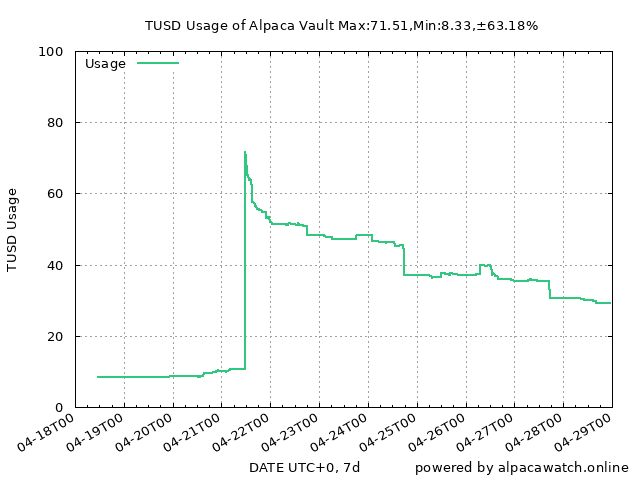 TUSD Usage of Alpaca Vault Max:71.51,Min:8.33,±63.18%
Usage
TUSD Usage
100
80
60
40
20
0
04-18T00
04-19T00
04-20T00
04-21T00
04-22T00
04-23T00
04-24T00
04-25T00
04-26T00
04-27T00
04-28T00
04-29T00
DATE UTC+0, 7d
powered by alpacawatch.online